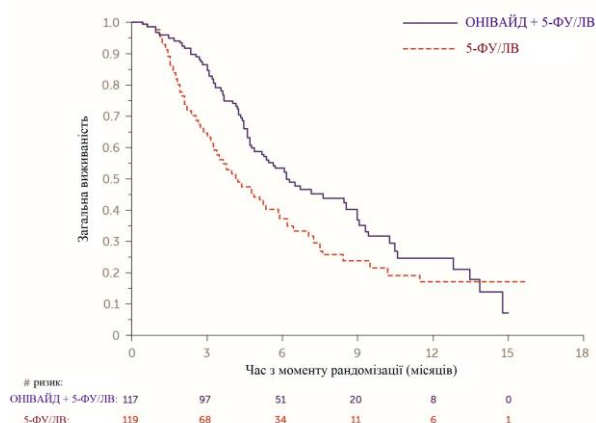 ОНІВАЙД + 5-ФУ/ЛВ
5-ФУ/ЛВ
Загальна виживаність
1.0
0.9
0.8
0.7
0.6
0.5
0.4
0.3
0.2
0.1
0
0 3 6 9 12 15 18
Час з моменту рандомізації (місяців)
# ризик:
ОНІВАЙД + 5-ФУ/ЛВ: 117 97 51 20 8 0
5-ФУ/ЛВ: 119 68 34 11 6 1